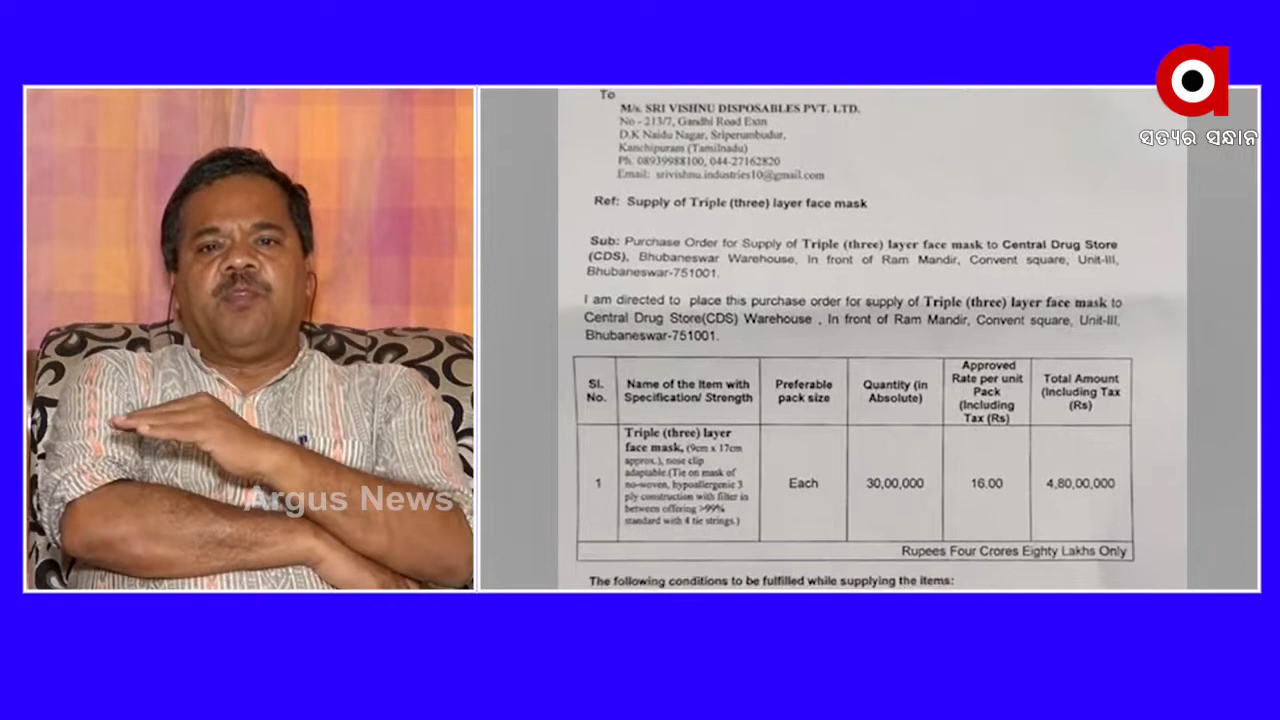 ସତ୍ୟର ସନ୍ଧାନ
Argus News
To
M/s. SRI VISHNU DISPOSABLES PVT. LTD.
No - 213/7, Gandhi Road Extn
D.K Naidu Nagar, Sriperumbudur,
Kanchipuram (Tamilnadu)
Ph. 08939988100, 044-27162820
Email: srivishnu.industries10@gmail.com
Ref: Supply of Triple (three) layer face mask
Sub: Purchase Order for Supply of Triple (three) layer face mask to Central Drug Store
(CDS), Bhubaneswar Warehouse, In front of Ram Mandir, Convent square, Unit-III,
Bhubaneswar-751001.
I am directed to place this purchase order for supply of Triple (three) layer face mask to
Central Drug Store(CDS) Warehouse , In front of Ram Mandir, Convent square, Unit-III,
Bhubaneswar-751001.
Sl.
No.
Name of the Item with
Specification/ Strength
Preferable
pack size
Quantity (in
Absolute)
Approved
Rate per unit
Pack
(Including
Tax (Rs)
Total Amount
(Including Tax
(Rs)
1
Triple (three) layer
face mask, (9cm x 17cm
approx.), nose clip
adaptable.(Tie on mask of
no-woven, hypoallergenic 3
ply construction with filter in
between offering >99%
standard with 4 tie strings.)
Each
30,00,000
16.00
4,80,00,000
Rupees Four Crores Eighty Lakhs Only
The following conditions to be fulfilled while supplying the items: